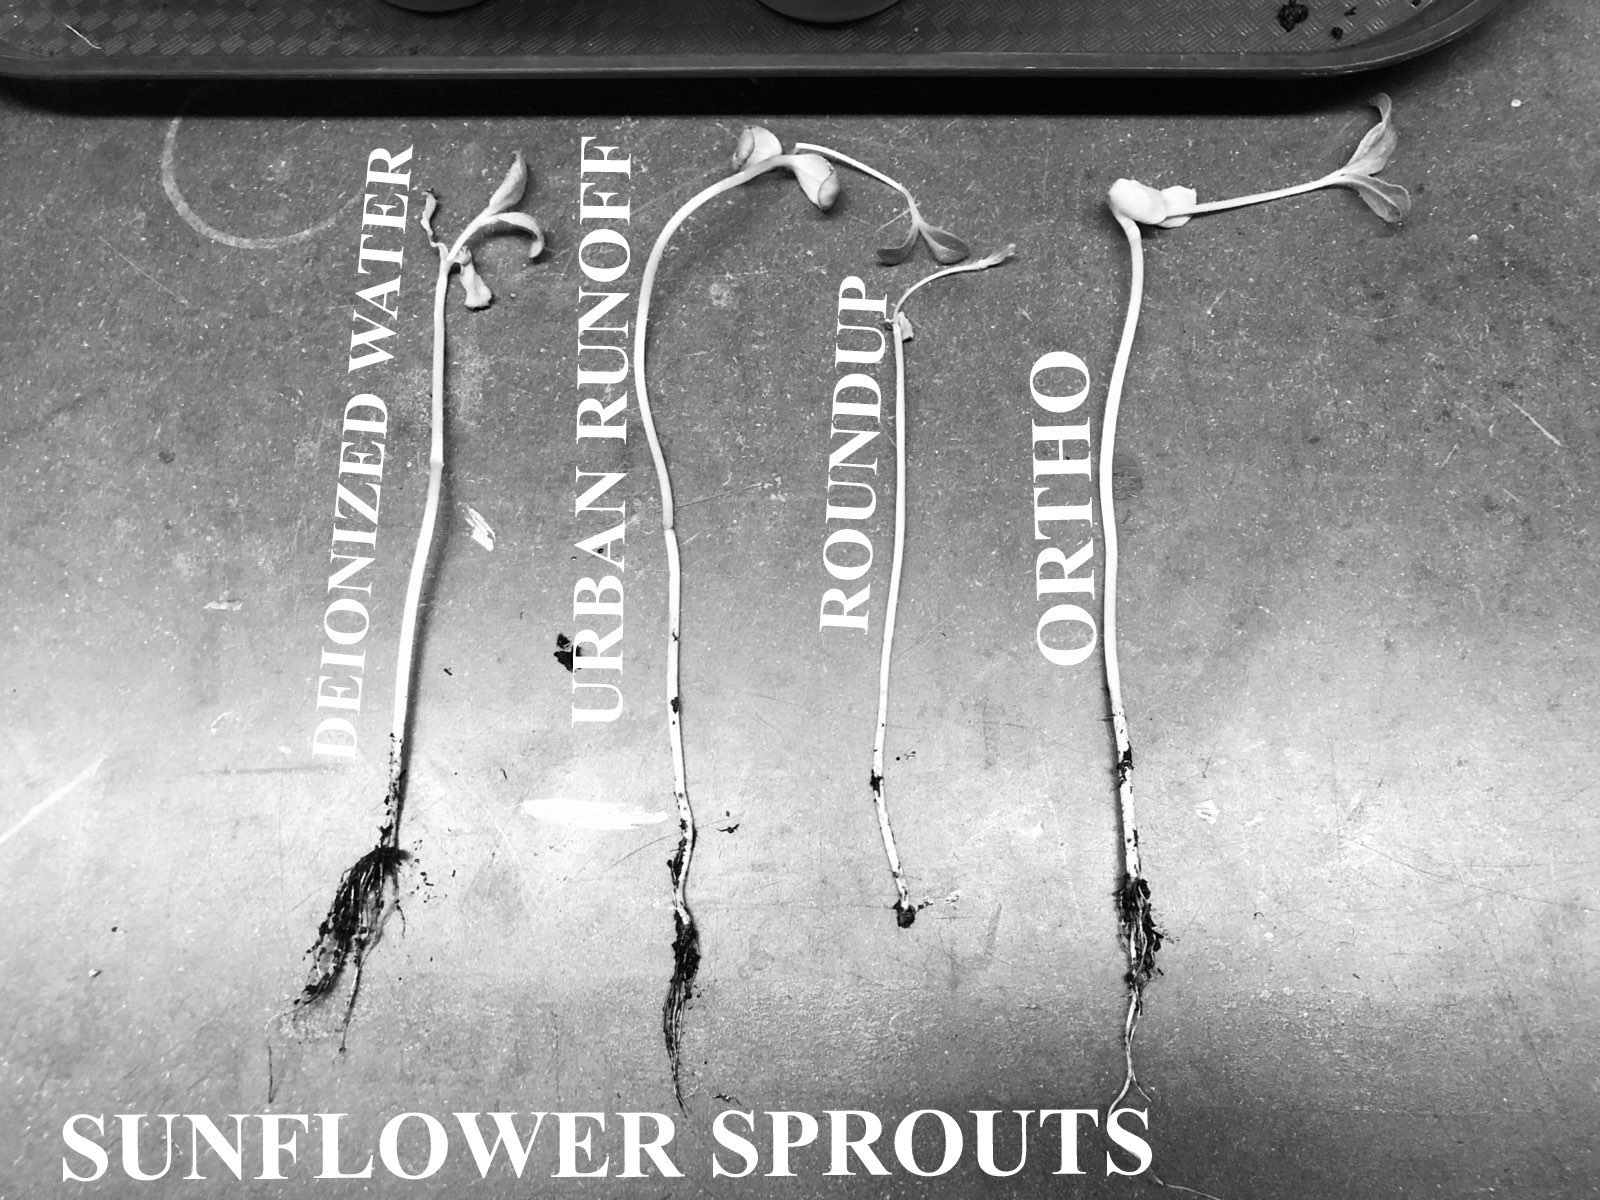 DEIONIZED WATER
URBAN RUNOFF
ROUNDUP
ORTHO
SUNFLOWER SPROUTS